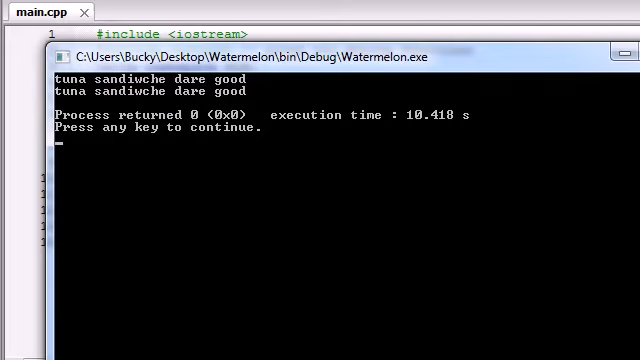 main.cpp
1 #include <iostream>
C:\Users\Bucky\Desktop\Watermelon\bin\Debug\Watermelon.exe
tuna sandiwche dare good
tuna sandiwche dare good
Process returned 0 (0x0)   execution time : 10.418 s
Press any key to continue.